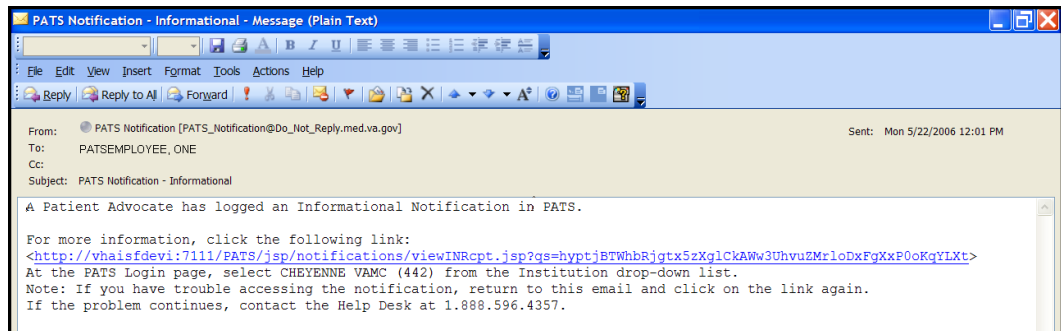 PATS Notification - Informational - Message (Plain Text)
A B I U
File Edit View Insert Format Tools Actions Help
Reply Reply to All Forward
From: PATS Notification [PATS_Notification@Do_Not_Reply.med.va.gov] Sent: Mon 5/22/2006 12:01 PM
To: PATSEMPLOYEE, ONE
Cc:
Subject: PATS Notification - Informational
A Patient Advocate has logged an Informational Notification in PATS.
For more information, click the following link:
<http://vhaisfdevi:7111/PATS/jsp/notifications/viewINRcpt.jsp?qs=hyptjBTWhbRjgtx5zXglCkAWw3UhvuZMrloDxFgXxP0oKqYLXt>
At the PATS Login page, select CHEYENNE VAMC (442) from the Institution drop-down list.
Note: If you have trouble accessing the notification, return to this email and click on the link again.
If the problem continues, contact the Help Desk at 1.888.596.4357.